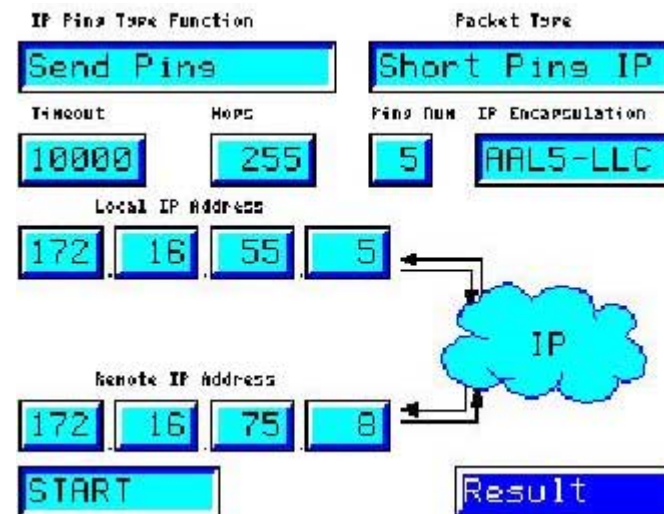 IP Ping Type Function Packet Type
Send Ping Short Ping IP
Timeout Hops Ping Num IP Encapsulation
10000 255 5 AAL5-LLC
Local IP Address
172.16.55.5
IP
Remote IP Address
172.16.75.8
START Result